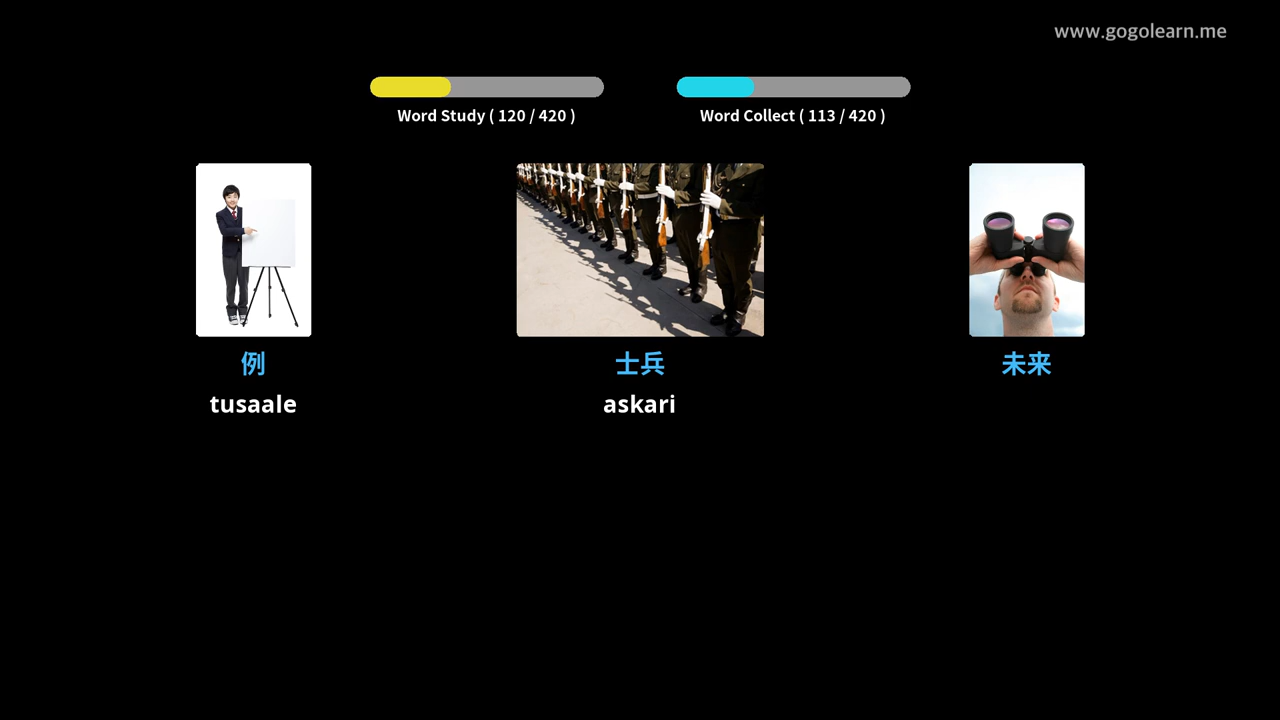 www.gogolearn.me
Word Study ( 120 / 420 )
Word Collect ( 113 / 420 )
例
士兵
未来
tusaale
askari